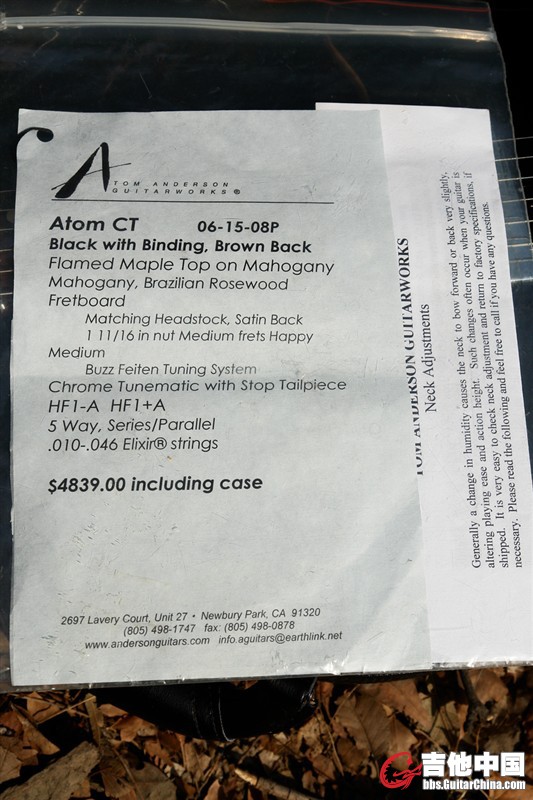 A
TOM ANDERSON
GUITARWORKS ®
Atom CT 06-15-08P
Black with Binding, Brown Back
Flamed Maple Top on Mahogany
Mahogany, Brazilian Rosewood
Fretboard
Matching Headstock, Satin Back
1 11/16 in nut Medium frets Happy
Medium
Buzz Feiten Tuning System
Chrome Tunematic with Stop Tailpiece
HF1-A HF1+A
5 Way, Series/Parallel
.010-.046 Elixir® strings
$4839.00 including case
2697 Lavery Court, Unit 27 • Newbury Park, CA 91320
(805) 498-1747 fax: (805) 498-0878
www.andersonguitars.com info.aguitars@earthlink.net
TOM ANDERSON GUITARWORKS
Neck Adjustments
Generally a change in humidity causes the neck to bow forward or back very slightly,
altering playing ease and action height. Such changes often occur when your guitar is
shipped. It is very easy to check neck adjustment and return to factory specifications, if
necessary. Please read the following and feel free to call if you have any questions.
吉他中国
bbs.GuitarChina.com